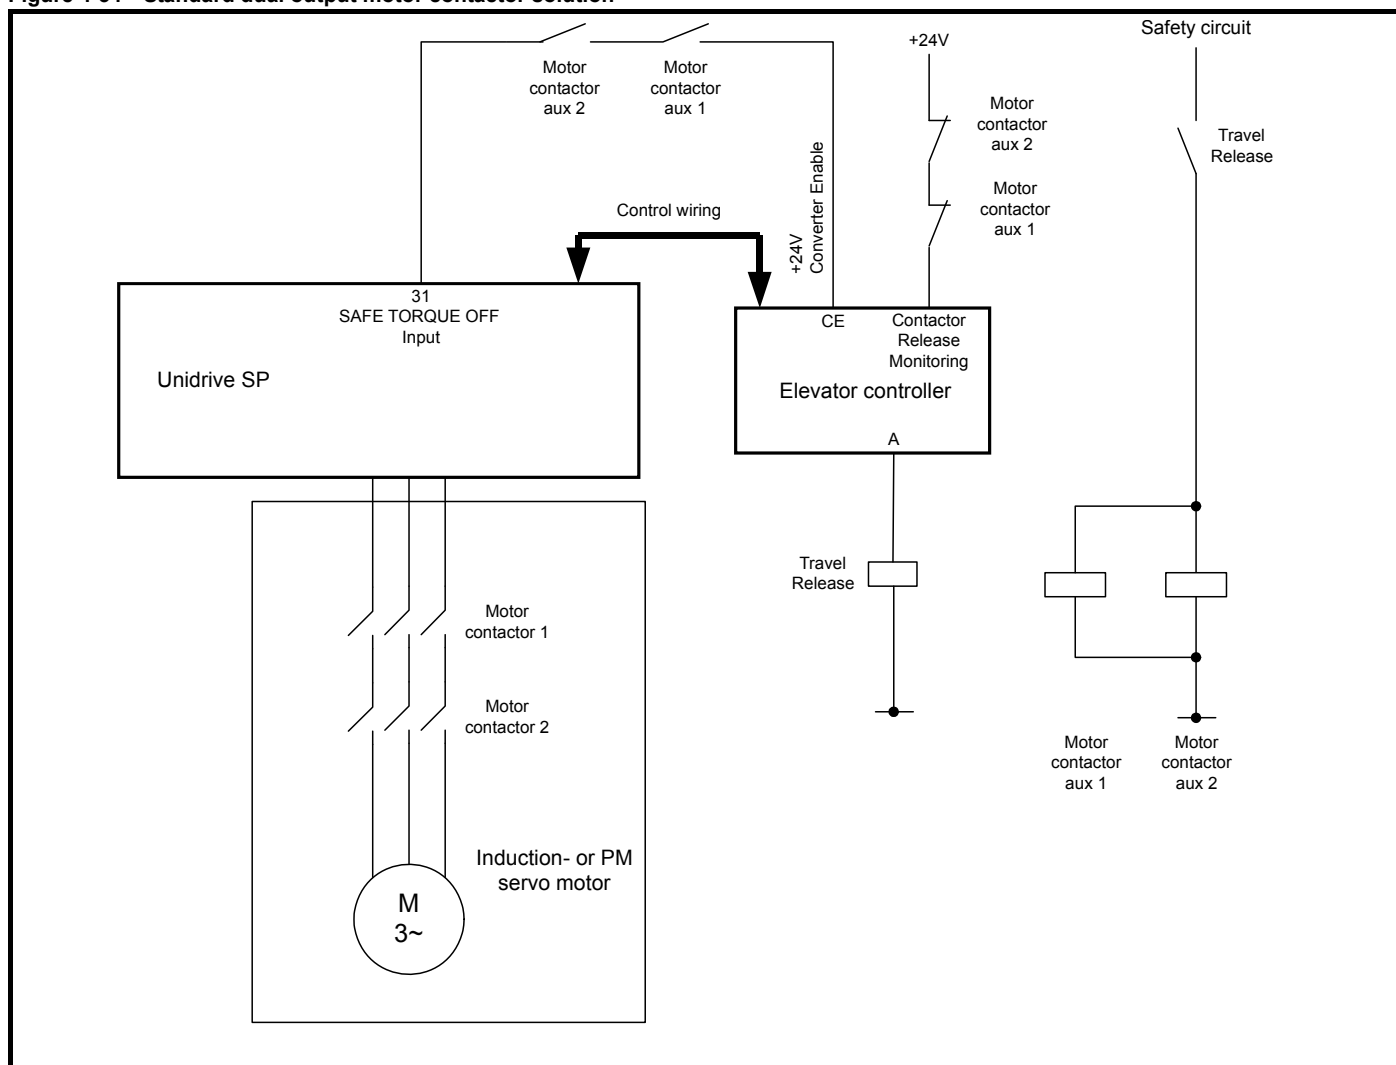 Figure 4-31 Standard dual output motor contactor solution
Safety circuit
+24V
Motor
contactor
aux 2
Motor
contactor
aux 1
Motor
contactor
aux 2
Travel
Release
+24V
Converter Enable
Motor
contactor
aux 1
Control wiring
31
SAFE TORQUE OFF
Input
Unidrive SP
CE
Contactor
Release
Monitoring
Elevator controller
A
Travel
Release
Motor
contactor 1
Motor
contactor 2
Motor
contactor
aux 1
Motor
contactor
aux 2
Induction- or PM
servo motor
M
3~